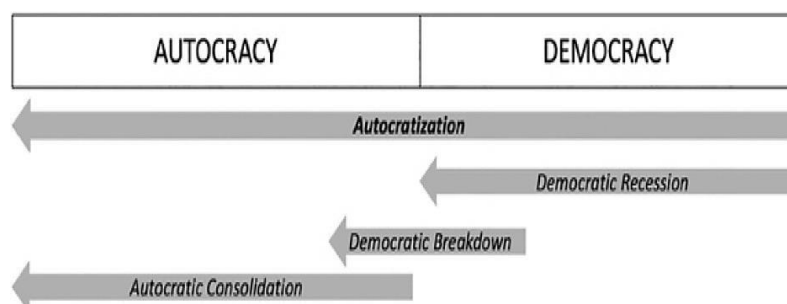 AUTOCRACY DEMOCRACY
Autocratization
Democratic Recession
Democratic Breakdown
Autocratic Consolidation